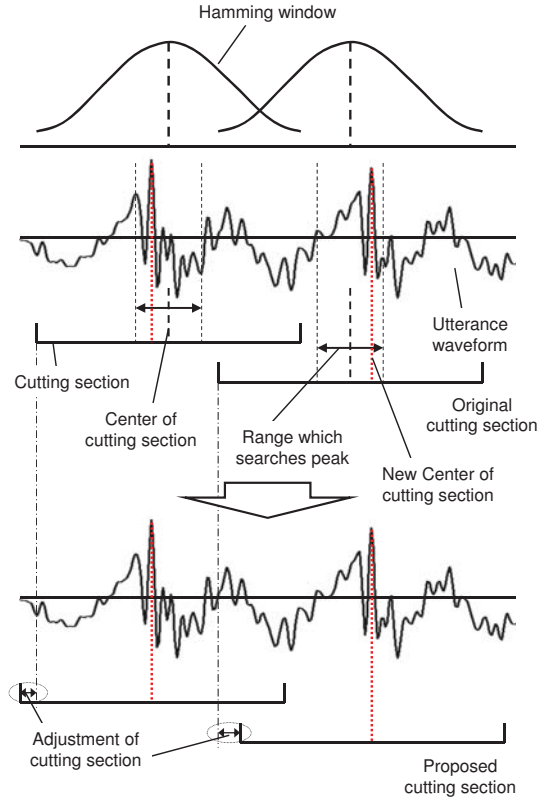 Hamming window
Utterance
waveform
Cutting section
Center of
cutting section
Original
cutting section
Range which
searches peak
New Center of
cutting section
Adjustment of
cutting section
Proposed
cutting section